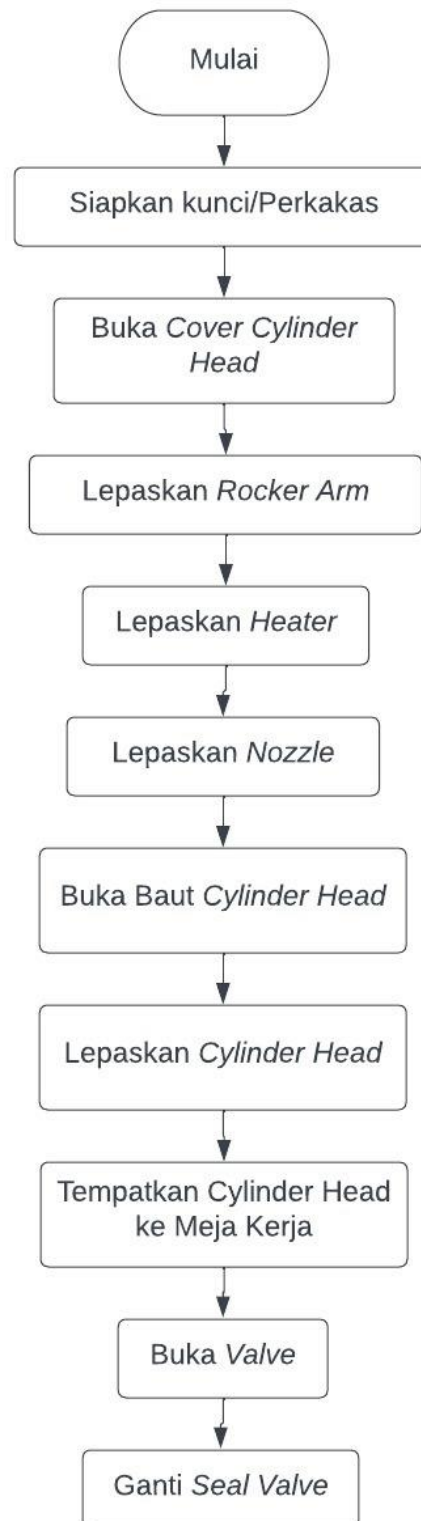 Mulai
Siapkan kunci/Perkakas
Buka Cover Cylinder
Head
Lepaskan Rocker Arm
Lepaskan Heater
Lepaskan Nozzle
Buka Baut Cylinder Head
Lepaskan Cylinder Head
Tempatkan Cylinder Head
ke Meja Kerja
Buka Valve
Ganti Seal Valve